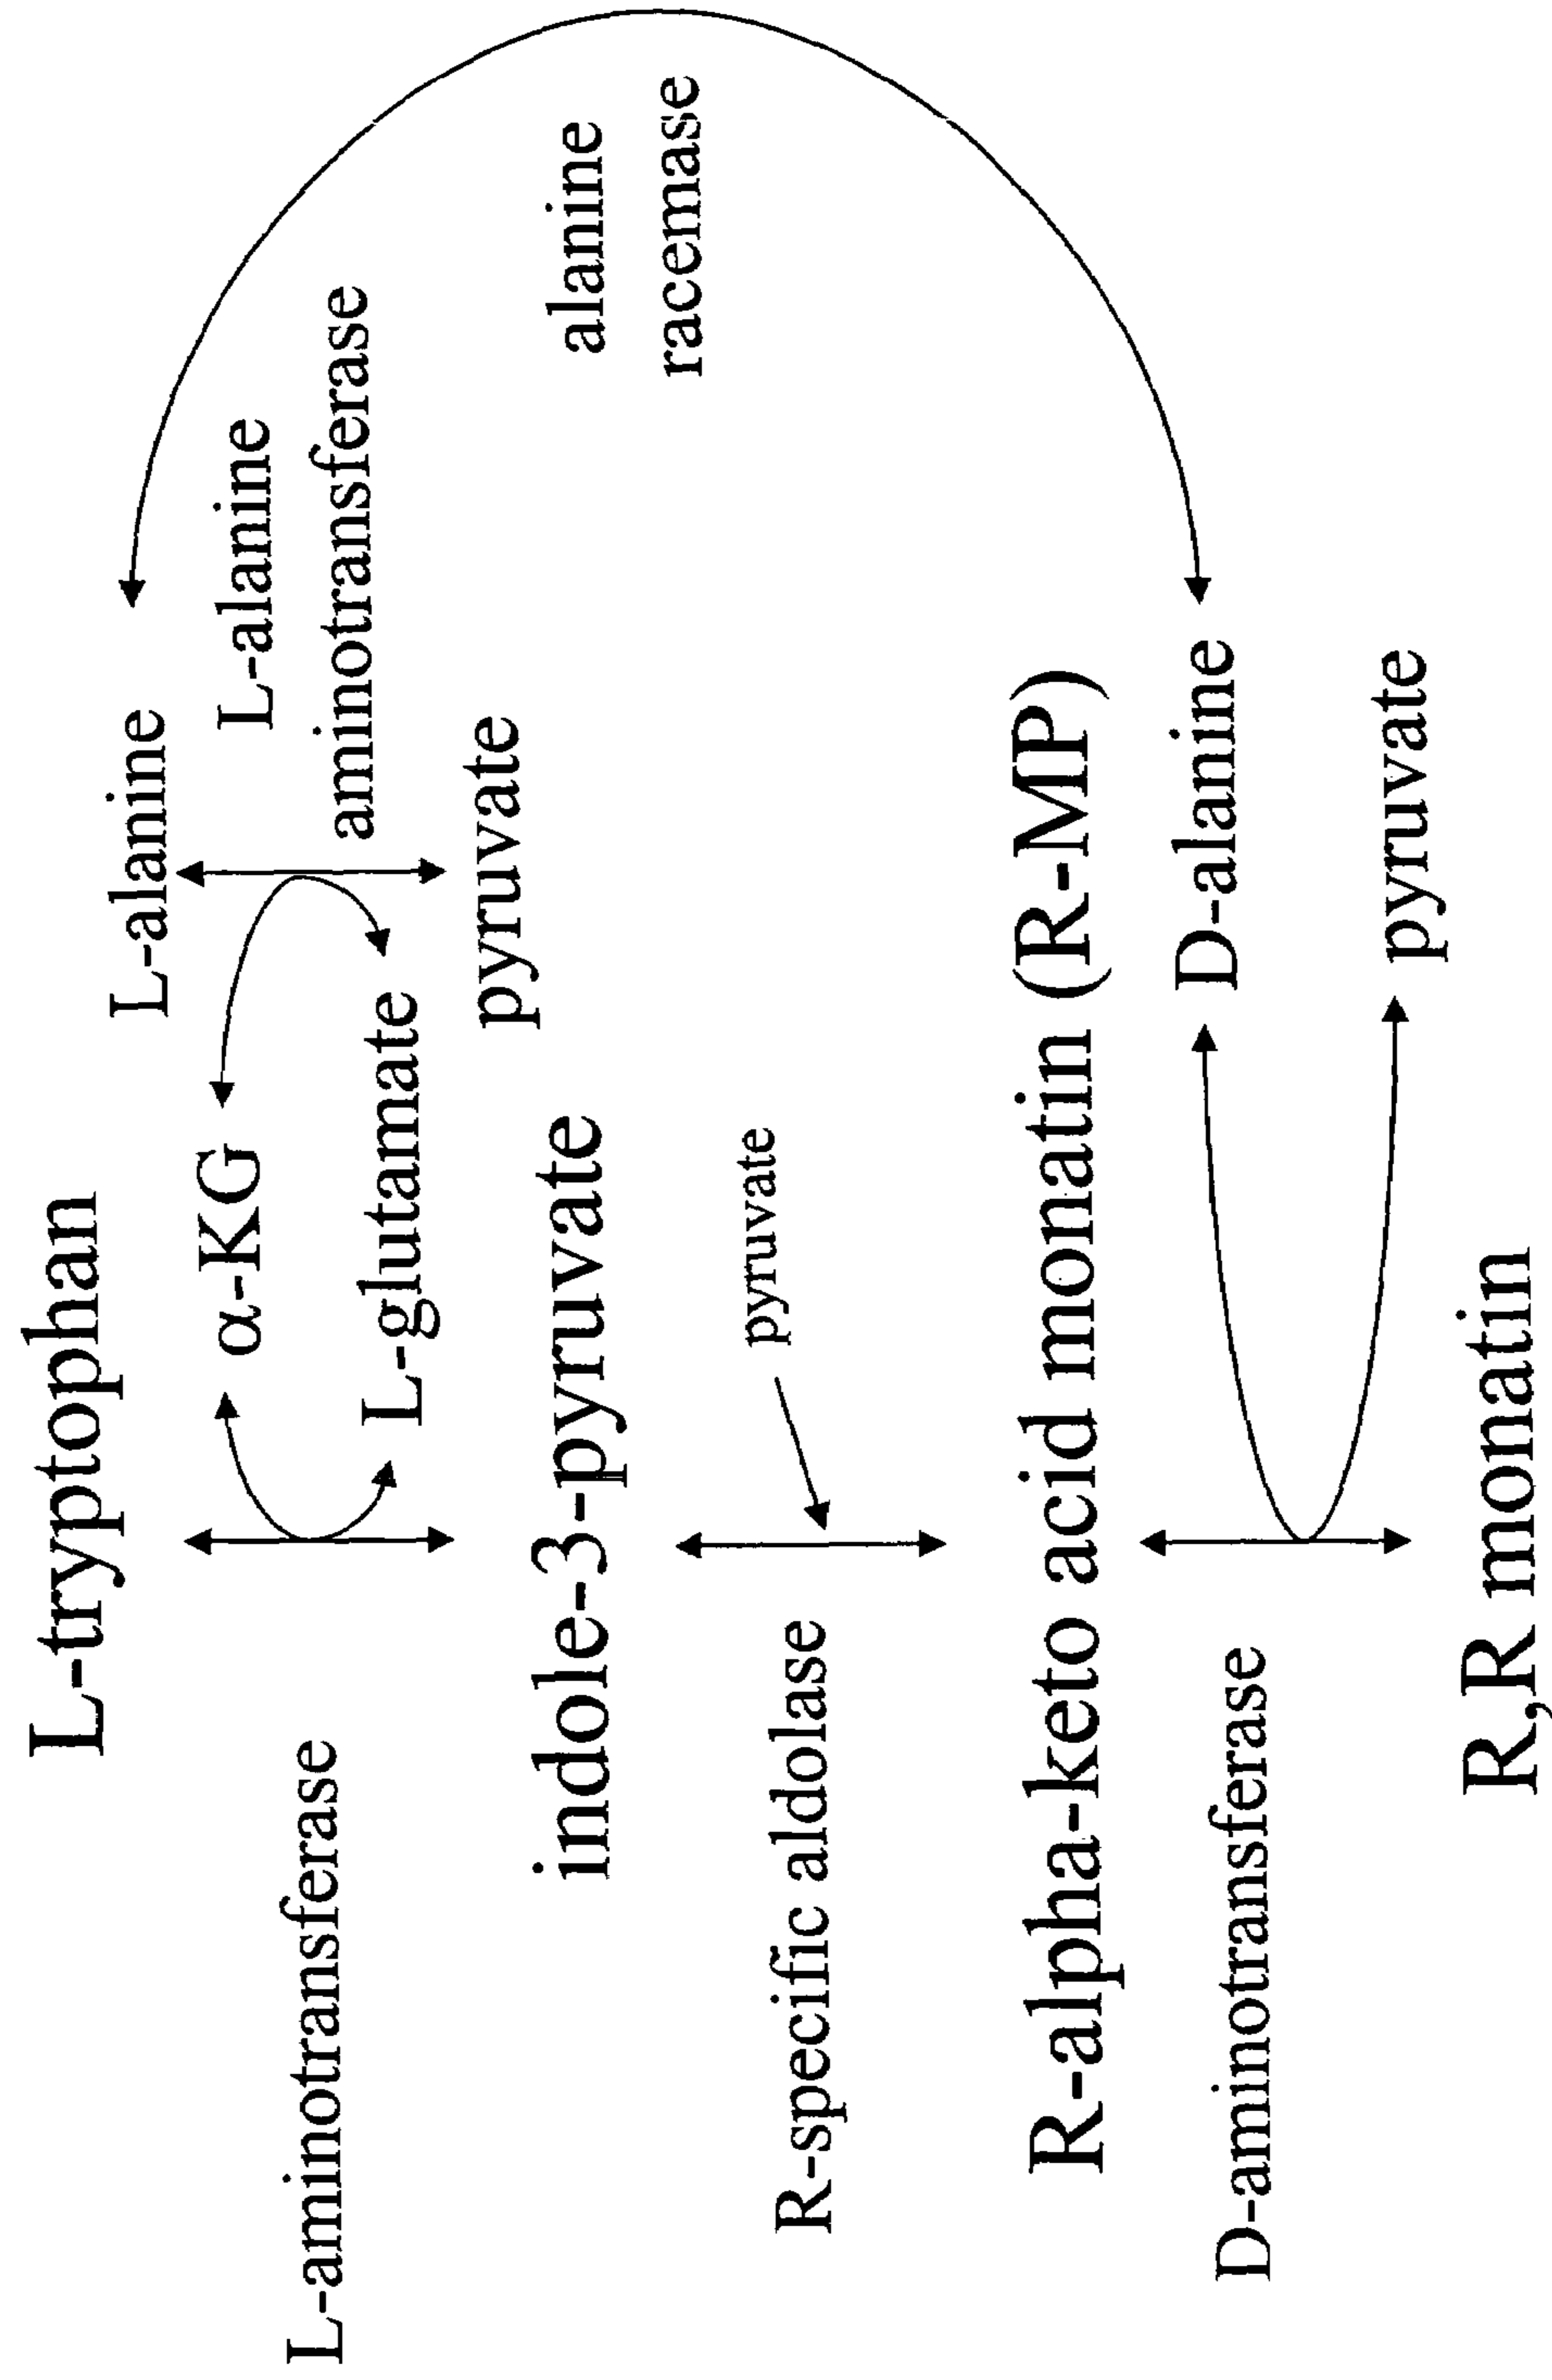 L-tryptophan
L-alanine
α-KG
L-alanine
L-aminotransferase
aminotransferase
L-glutamate
pyruvate
indole-3-pyruvate
alanine
racemase
pyruvate
R-specific aldolase
R-alpha-keto acid monatin (R-MP)
D-alanine
D-aminotransferase
pyruvate
R,R monatin